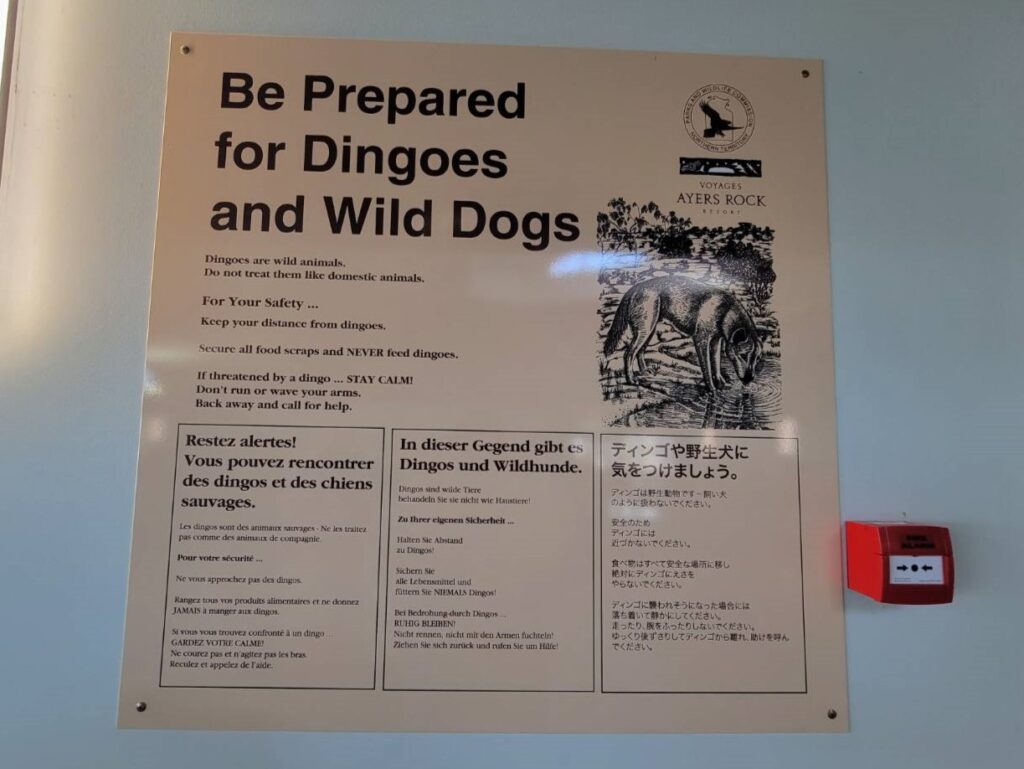 Be Prepared
for Dingoes
and Wild Dogs
PARKS AND WILDLIFE COMMISSION
NORTHERN TERRITORY
VOYAGES
AYERS ROCK
RESORT
Dingoes are wild animals.
Do not treat them like domestic animals.
For Your Safety ...
Keep your distance from dingoes.
Secure all food scraps and NEVER feed dingoes.
If threatened by a dingo ... STAY CALM!
Don't run or wave your arms.
Back away and call for help.
Restez alertes!
Vous pouvez rencontrer
des dingos et des chiens
sauvages.
Les dingos sont des animaux sauvages - Ne les traitez
pas comme des animaux de compagnie.
Pour votre sécurité ...
Ne vous approchez pas des dingos.
Rangez tous vos produits alimentaires et ne donnez
JAMAIS à manger aux dingos.
Si vous vous trouvez confronté à un dingo ...
GARDEZ VOTRE CALME!
Ne courez pas et n'agitez pas les bras.
Reculez et appelez de l'aide.
In dieser Gegend gibt es
Dingos und Wildhunde.
Dingos sind wilde Tiere
behandeln Sie sie nicht wie Haustiere!
Zu Ihrer eigenen Sicherheit ...
Halten Sie Abstand
zu Dingos!
Sichern Sie
alle Lebensmittel und
füttern Sie NIEMALS Dingos!
Bei Bedrohung durch Dingos ...
RUHIG BLEIBEN!
Nicht rennen, nicht mit den Armen fuchteln!
Ziehen Sie sich zurück und rufen Sie um Hilfe!
ディンゴや野生犬に
気をつけましょう。
ディンゴは野生動物です－飼い犬
のように扱わないでください。
安全のため
ディンゴには
近づかないでください。
食べ物はすべて安全な場所に移し
絶対にディンゴにえさを
やらないでください。
ディンゴに襲われそうになった場合には
落ち着いて静かにしてください。
走ったり、腕をふったりしないでください。
ゆっくり後ずさりしてディンゴから離れ、助けを呼ん
でください。
FIRE
ALARM